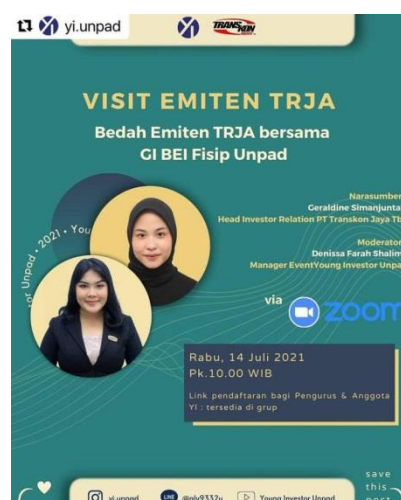 yi.unpad
TRANSKON
VISIT EMITEN TRJA
Bedah Emiten TRJA bersama
GI BEI Fisip Unpad
Narasumber
Geraldine Simanjunta
Head Investor Relation PT Transkon Jaya Tb
Moderator
Denissa Farah Shalim
Manager EventYoung Investor Unpa
or Unpad • 2021 • You
via
zoom
Rabu, 14 Juli 2021
Pk.10.00 WIB
Link pendaftaran bagi Pengurus & Anggota
YI : tersedia di grup
save
this
post
yi.unpad
LINE
Young Investor Unpad